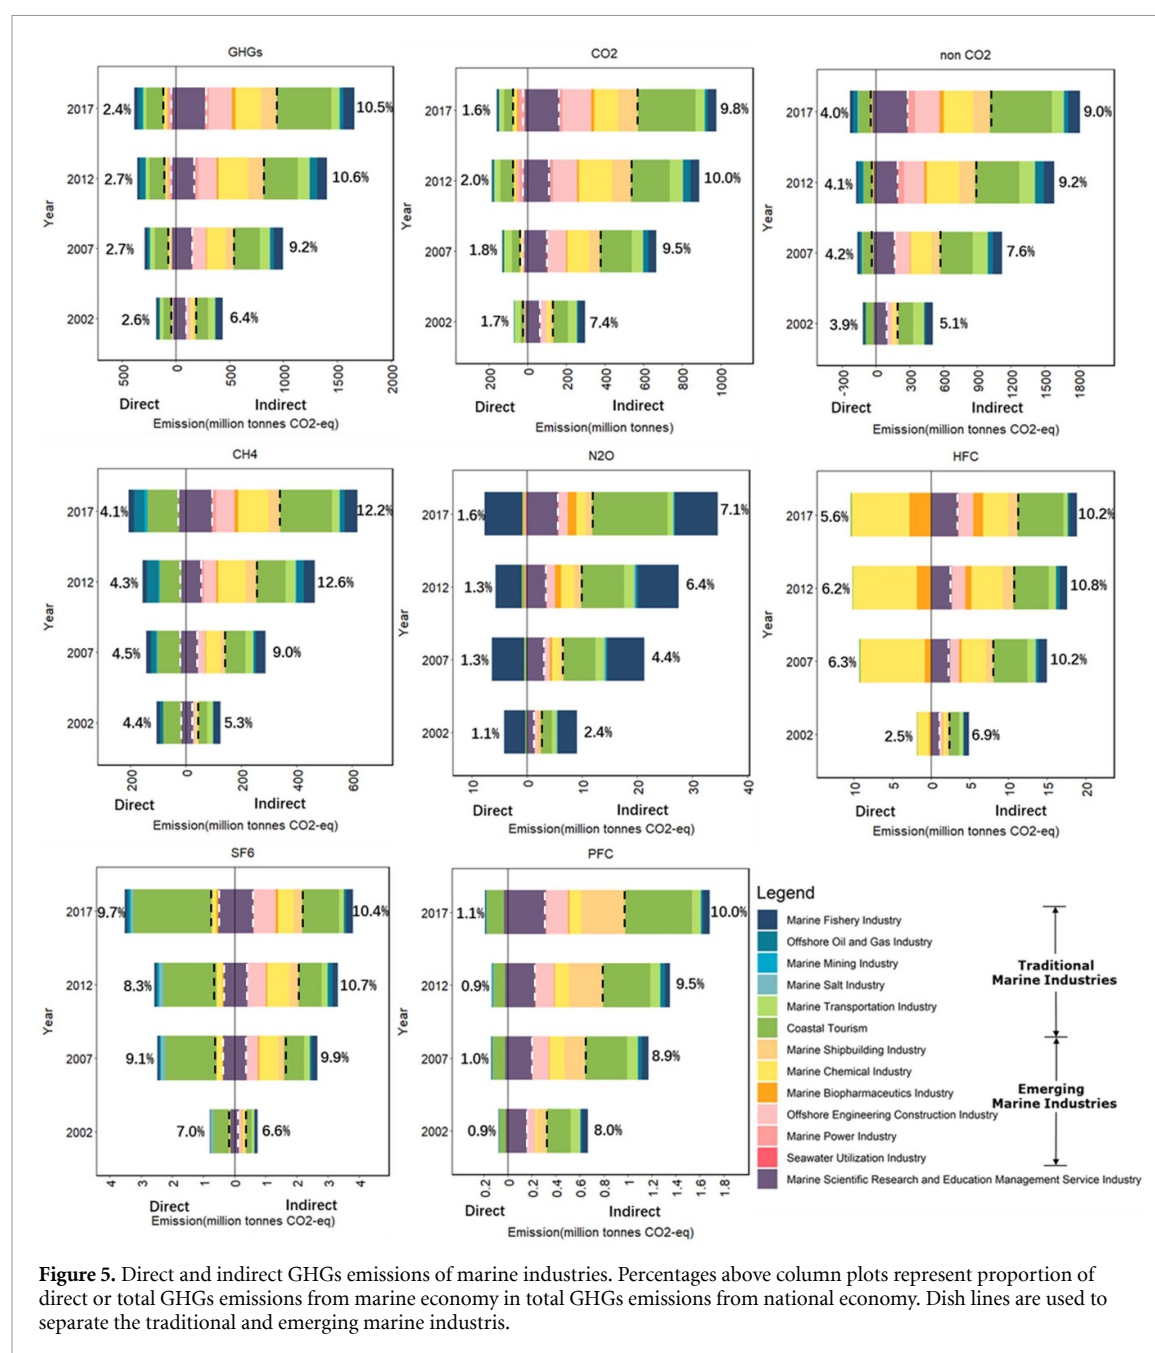 GHGs
2017 2.4% 10.5%
2012 2.7% 10.6%
2007 2.7% 9.2%
2002 2.6% 6.4%
Year
500 0 500 1000 1500 2000
Direct Indirect
Emission(million tonnes CO2-eq)
CO2
2017 1.6% 9.8%
2012 2.0% 10.0%
2007 1.8% 9.5%
2002 1.7% 7.4%
Year
200 0 200 400 600 800 1000
Direct Indirect
Emission(million tonnes)
non CO2
2017 4.0% 9.0%
2012 4.1% 9.2%
2007 4.2% 7.6%
2002 3.9% 5.1%
Year
-300 0 300 600 900 1200 1500 1800
Direct Indirect
Emission(million tonnes CO2-eq)
CH4
2017 4.1% 12.2%
2012 4.3% 12.6%
2007 4.5% 9.0%
2002 4.4% 5.3%
Year
200 0 200 400 600
Direct Indirect
Emission(million tonnes CO2-eq)
N2O
2017 1.6% 7.1%
2012 1.3% 6.4%
2007 1.3% 4.4%
2002 1.1% 2.4%
Year
10 0 10 20 30 40
Direct Indirect
Emission(million tonnes CO2-eq)
HFC
2017 5.6% 10.2%
2012 6.2% 10.8%
2007 6.3% 10.2%
2002 2.5% 6.9%
Year
10 5 0 5 10 15 20
Direct Indirect
Emission(million tonnes CO2-eq)
SF6
2017 9.7% 10.4%
2012 8.3% 10.7%
2007 9.1% 9.9%
2002 7.0% 6.6%
Year
4 3 2 1 0 1 2 3 4
Direct Indirect
Emission(million tonnes CO2-eq)
PFC
2017 1.1% 10.0%
2012 0.9% 9.5%
2007 1.0% 8.9%
2002 0.9% 8.0%
Year
0.2 0 0.2 0.4 0.6 0.8 1 1.2 1.4 1.6 1.8
Direct Indirect
Emission(million tonnes CO2-eq)
Legend
Marine Fishery Industry
Offshore Oil and Gas Industry
Marine Mining Industry
Marine Salt Industry
Marine Transportation Industry
Coastal Tourism
Marine Shipbuilding Industry
Marine Chemical Industry
Marine Biopharmaceutics Industry
Offshore Engineering Construction Industry
Marine Power Industry
Seawater Utilization Industry
Marine Scientific Research and Education Management Service Industry
Traditional
Marine Industries
Emerging
Marine Industries
Figure 5. Direct and indirect GHGs emissions of marine industries. Percentages above column plots represent proportion of
direct or total GHGs emissions from marine economy in total GHGs emissions from national economy. Dish lines are used to
separate the traditional and emerging marine industris.